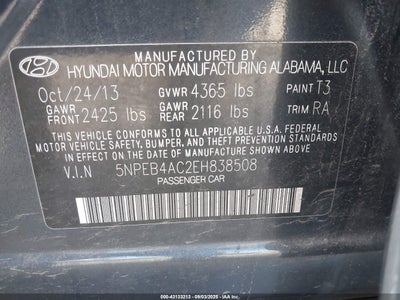 MANUFACTURED BY
HYUNDAI MOTOR MANUFACTURING ALABAMA, LLC
Oct/24/13 GVWR 4365 lbs PAINT T3
GAWR FRONT 2425 lbs GAWR REAR 2116 lbs TRIM RA
THIS VEHICLE CONFORMS TO ALL APPLICABLE U.S.A. FEDERAL
MOTOR VEHICLE SAFETY, BUMPER, AND THEFT PREVENTION
STANDARDS IN EFFECT ON THE DATE OF MANUFACTURE SHOWN ABOVE.
V.I.N 5NPEB4AC2EH838508
PASSENGER CAR
000-43133213 - 09/03/2025 - IAAI.COM